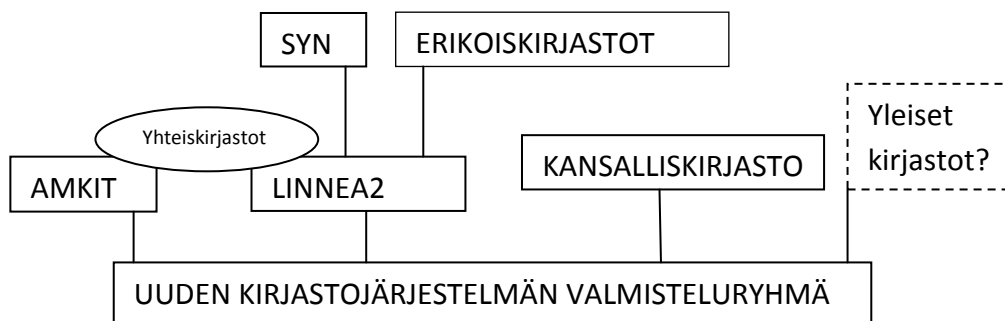 SYN
ERIKOISKIRJASTOT
Yleiset
kirjastot?
Yhteiskirjastot
AMKIT
LINNEA2
KANSALLISKIRJASTO
UUDEN KIRJASTOJÄRJESTELMÄN VALMISTELURYHMÄ